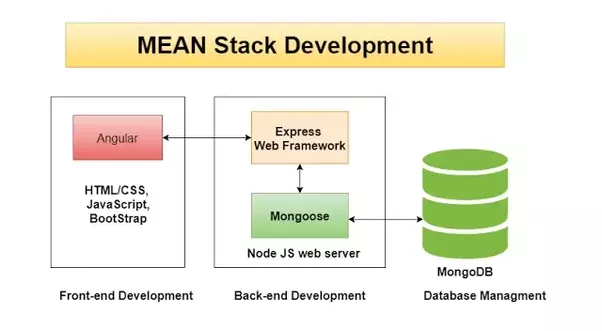 MEAN Stack Development
Angular
HTML/CSS,
JavaScript,
BootStrap
Express
Web Framework
Mongoose
Node JS web server
MongoDB
Front-end Development
Back-end Development
Database Managment